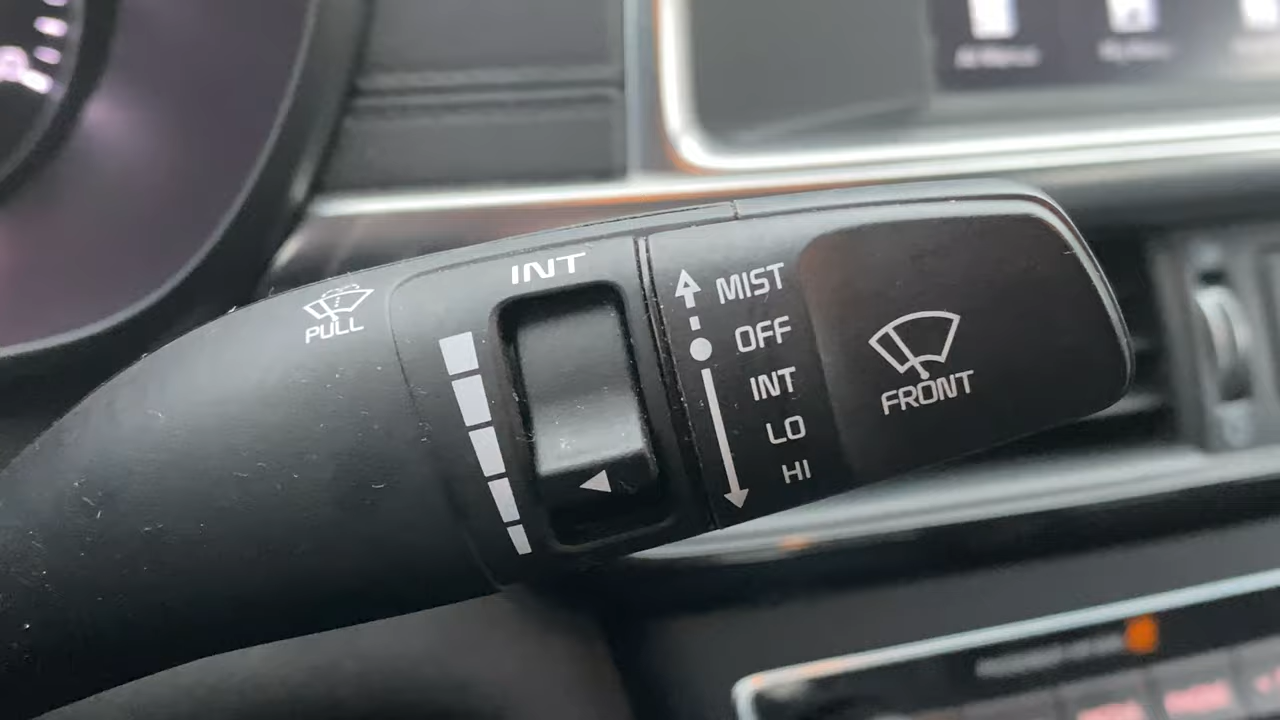 PULL
INT
MIST
OFF
INT
LO
HI
FRONT